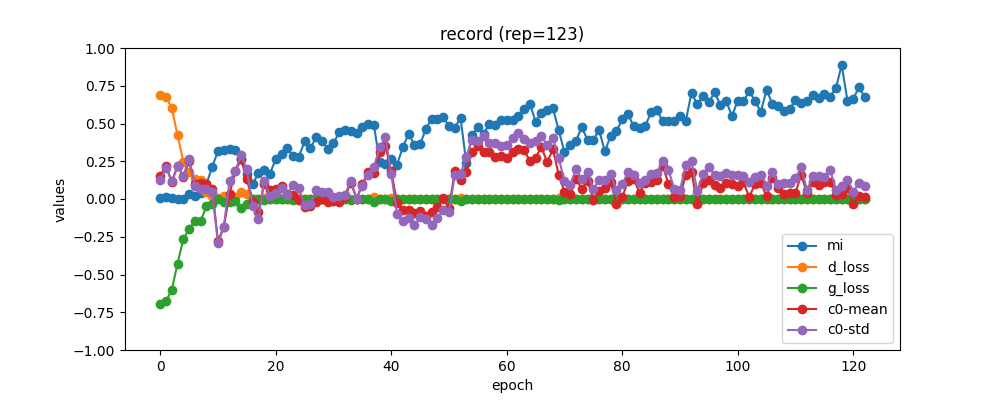 record (rep=123)
1.00
0.75
0.50
0.25
0.00
−0.25
−0.50
−0.75
−1.00
values
0
20
40
60
80
100
120
epoch
mi
d_loss
g_loss
c0-mean
c0-std